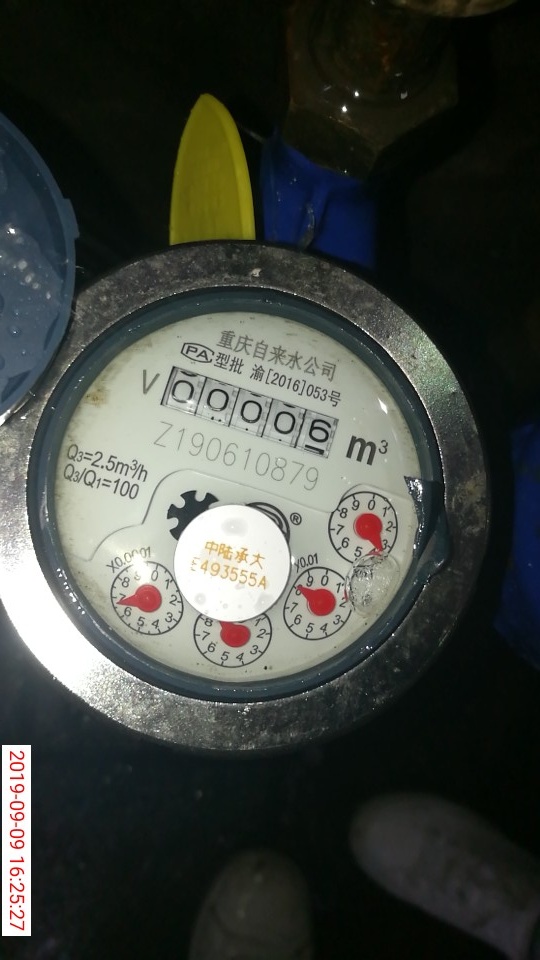 重庆自来水公司
PA 型批 渝[2016]053号
V 00006 m³
Z190610879
Q₃=2.5m³/h
Q₃/Q₁=100
®
中陆承大
E493555A
X0.0001
X0.01
2019-09-09 16:25:27